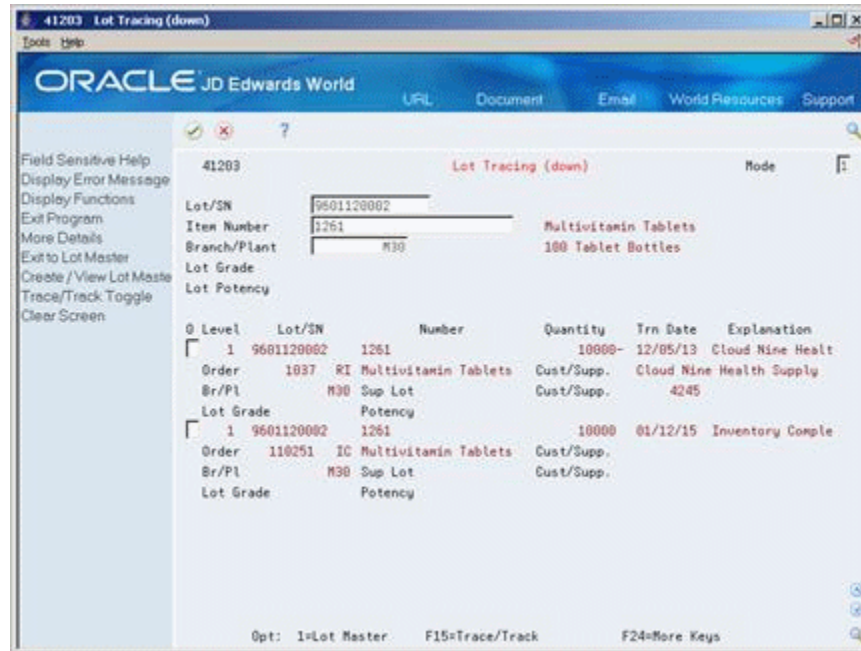 41203 Lot Tracing (down)
Tools Help
ORACLE JD Edwards World
URL Document Email World Resources Support
?
Field Sensitive Help
Display Error Message
Display Functions
Exit Program
More Details
Exit to Lot Master
Create / View Lot Maste
Trace/Track Toggle
Clear Screen
41203 Lot Tracing (down) Mode 1
Lot/SN 9601120002
Item Number 1261 Multivitamin Tablets
Branch/Plant M30 100 Tablet Bottles
Lot Grade
Lot Potency
O Level Lot/SN Number Quantity Trn Date Explanation
1 9601120002 1261 10000- 12/05/13 Cloud Nine Healt
Order 1037 RI Multivitamin Tablets Cust/Supp. Cloud Nine Health Supply
Br/Pl M30 Sup Lot Cust/Supp. 4245
Lot Grade Potency
1 9601120002 1261 10000 01/12/15 Inventory Comple
Order 110251 IC Multivitamin Tablets Cust/Supp.
Br/Pl M30 Sup Lot Cust/Supp.
Lot Grade Potency
Opt: 1=Lot Master F15=Trace/Track F24=More Keys